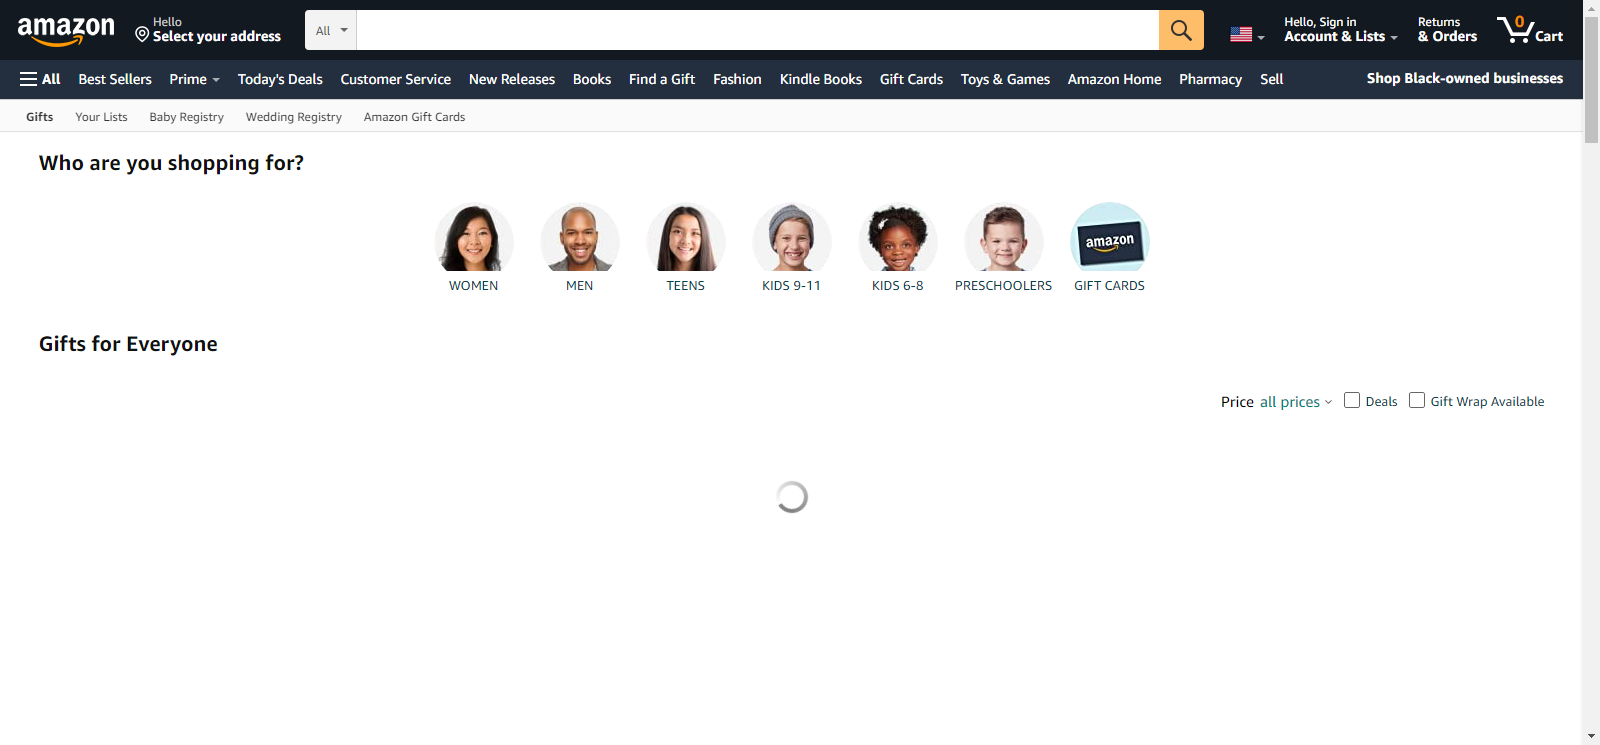 amazon
Hello
Select your address
All
0
Hello, Sign in
Account & Lists
Returns
& Orders
Cart
All
Best Sellers
Prime
Today's Deals
Customer Service
New Releases
Books
Find a Gift
Fashion
Kindle Books
Gift Cards
Toys & Games
Amazon Home
Pharmacy
Sell
Shop Black-owned businesses
Gifts
Your Lists
Baby Registry
Wedding Registry
Amazon Gift Cards
Who are you shopping for?
amazon
WOMEN
MEN
TEENS
KIDS 9-11
KIDS 6-8
PRESCHOOLERS
GIFT CARDS
Gifts for Everyone
Price all prices
Deals
Gift Wrap Available